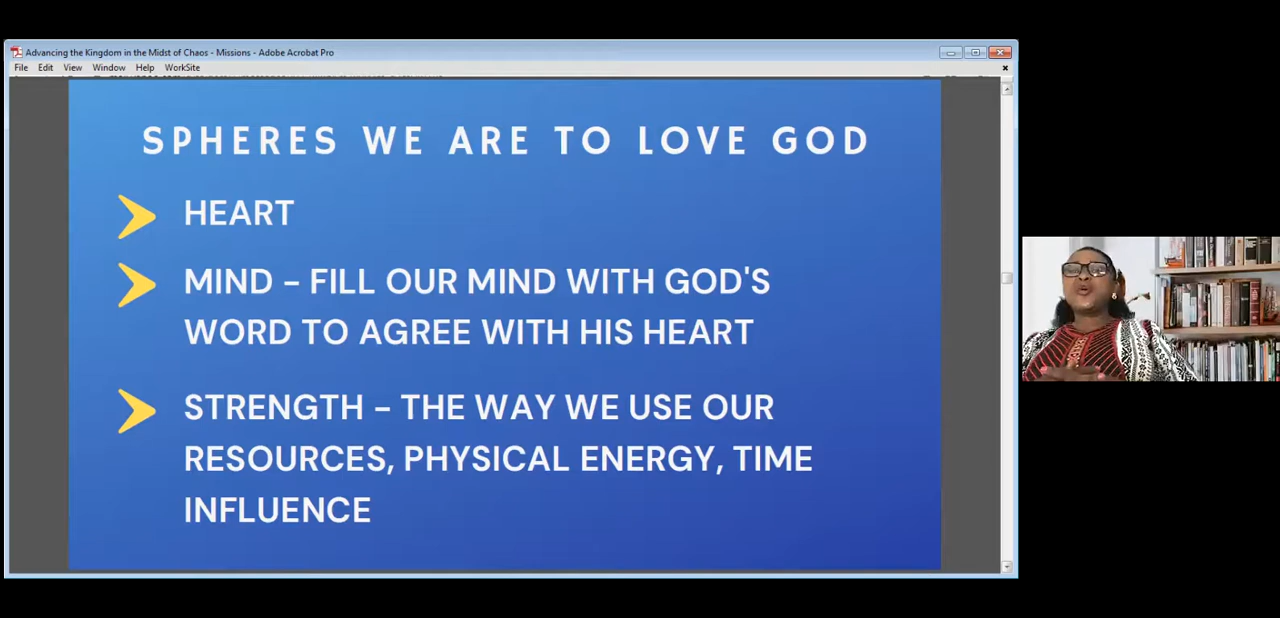 Advancing the Kingdom in the Midst of Chaos - Missions - Adobe Acrobat Pro
File Edit View Window Help WorkSite
SPHERES WE ARE TO LOVE GOD
HEART
MIND – FILL OUR MIND WITH GOD'S
WORD TO AGREE WITH HIS HEART
STRENGTH – THE WAY WE USE OUR
RESOURCES, PHYSICAL ENERGY, TIME
INFLUENCE